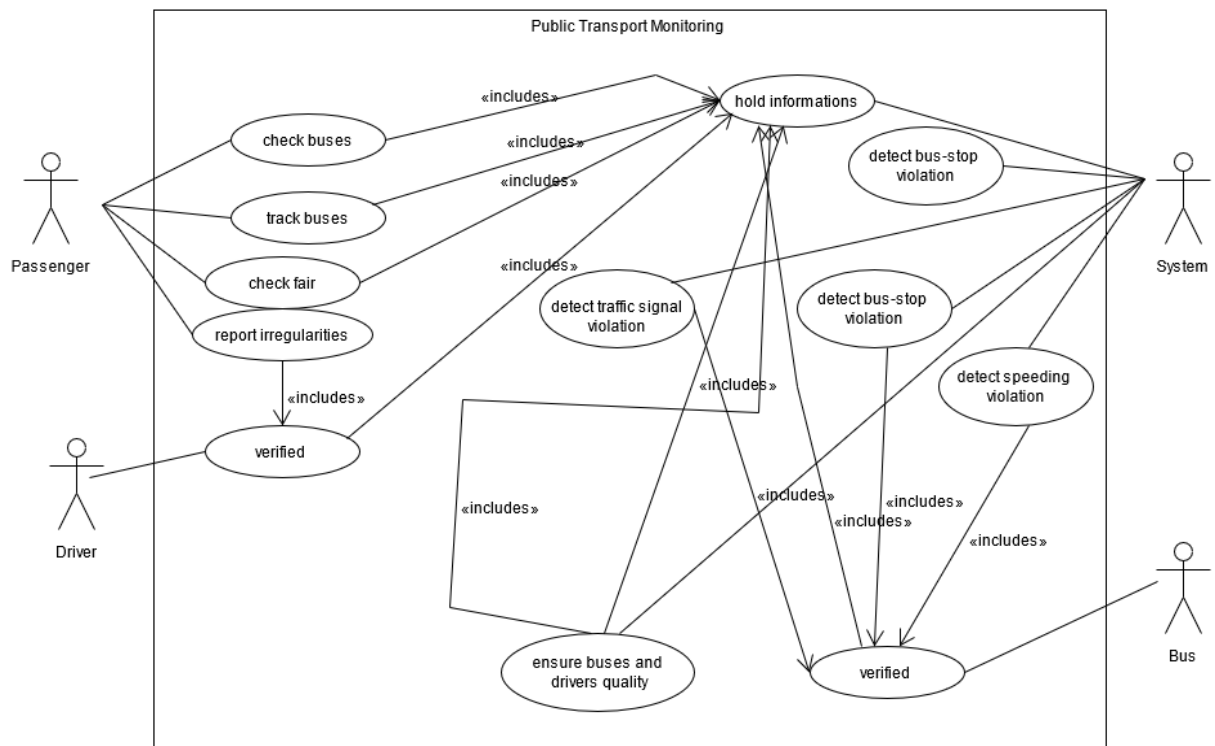 Public Transport Monitoring
hold informations
«includes»
check buses
«includes»
detect bus-stop
violation
«includes»
track buses
Passenger
System
«includes»
check fair
detect traffic signal
violation
detect bus-stop
violation
report irregularities
«includes»
detect speeding
violation
«includes»
verified
Driver
«includes»
«includes»
«includes»
«includes»
«includes»
Bus
ensure buses and
drivers quality
verified